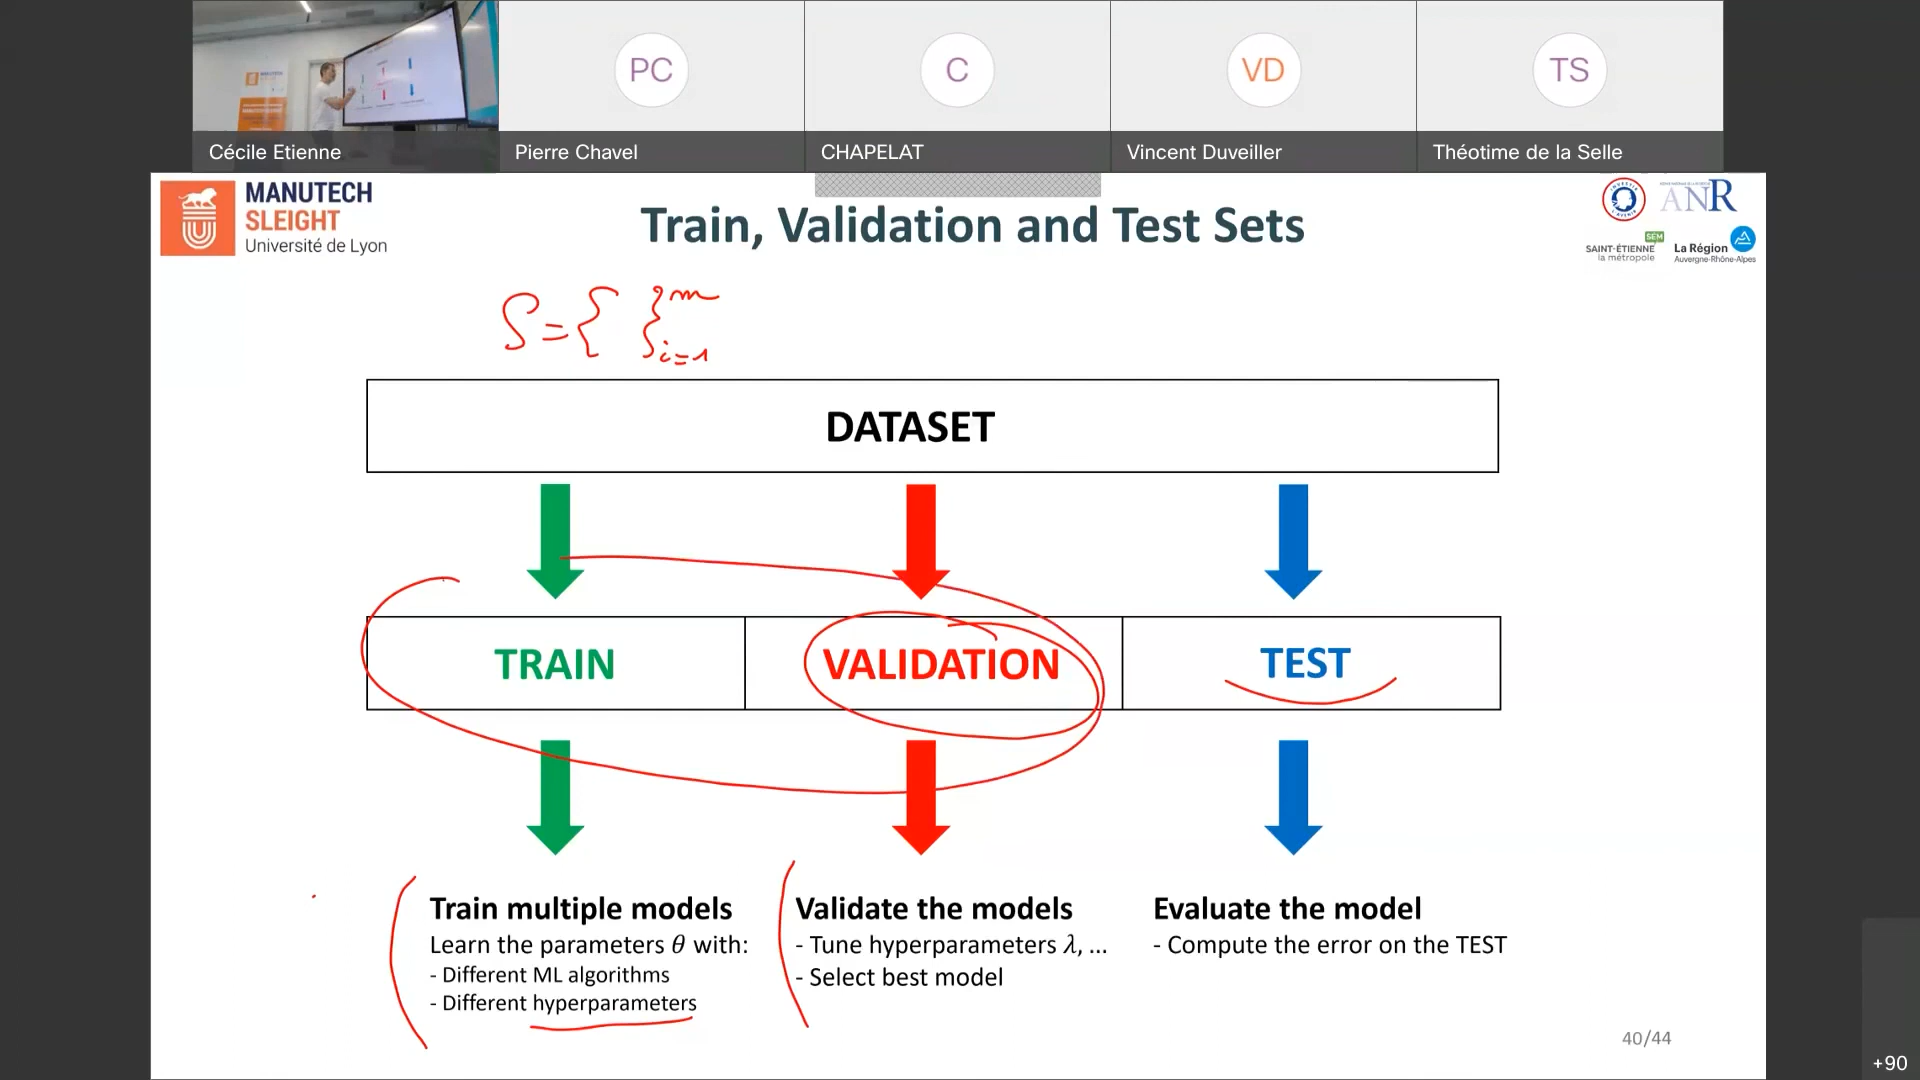 PC
C
VD
TS
Cécile Etienne
Pierre Chavel
CHAPELAT
Vincent Duveiller
Théotime de la Selle
MANUTECH
SLEIGHT
Université de Lyon
Train, Validation and Test Sets
ANR
SAINT-ÉTIENNE
la métropole
SEM
La Région
Auvergne-Rhône-Alpes
S = { }^m_{i=1}
DATASET
TRAIN
VALIDATION
TEST
Train multiple models
Learn the parameters θ with:
- Different ML algorithms
- Different hyperparameters
Validate the models
- Tune hyperparameters λ, ...
- Select best model
Evaluate the model
- Compute the error on the TEST
40/44
+90